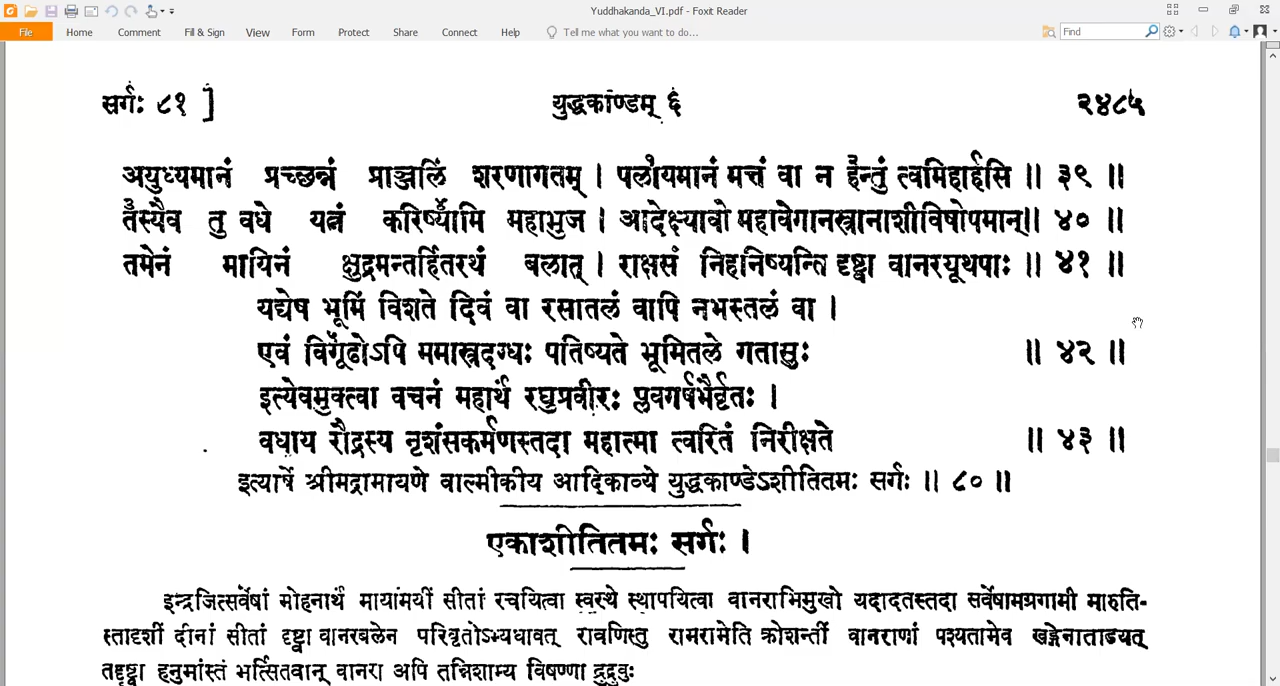 Yuddhakanda_VI.pdf - Foxit Reader
File Home Comment Fill & Sign View Form Protect Share Connect Help Tell me what you want to do... Find
सर्गः ८१ ] युद्धकाण्डम् ६ २४८५
अयुध्यमानं प्रच्छन्नं प्राञ्जलिं शरणागतम् । पलायमानं मत्तं वा न हन्तुं त्वमिहार्हसि ॥ ३९ ॥
तस्यैव तु वधे यत्नं करिष्यामि महाभुज । आदेक्ष्यावो महावेगानस्त्रानाशीविषोपमान् ॥ ४० ॥
तमेनं मायिनं क्षुद्रमन्तर्हितरथं बलात् । राक्षसं निहनिष्यन्ति दृष्ट्वा वानरयूथपाः ॥ ४१ ॥
यद्येष भूमिं विशते दिवं वा रसातलं वापि नभस्तलं वा ।
एवं विगूढोऽपि ममास्त्रदग्धः पतिष्यते भूमितले गतासुः ॥ ४२ ॥
इत्येवमुक्त्वा वचनं महार्थं रघुप्रवीरः प्लवगर्षभैर्वृतः ।
वधाय रौद्रस्य नृशंसकर्मणस्तदा महात्मा त्वरितं निरीक्षते ॥ ४३ ॥
इत्यार्षे श्रीमद्रामायणे वाल्मीकीय आदिकाव्ये युद्धकाण्डेऽशीतितमः सर्गः ॥ ८० ॥
एकाशीतितमः सर्गः ।
इन्द्रजित्सर्वेषां मोहनार्थं मायामयीं सीतां रचयित्वा स्वरथे स्थापयित्वा वानराभिमुखो यदादतस्तदा सर्वेषामग्रगामी मारुति-
स्तादृशीं दीनां सीतां दृष्ट्वा वानरबलेन परिवृतोऽभ्यधावत् रावणिस्तु रामरामेति क्रोशन्तीं वानराणां पश्यतामेव खड्गेनाताडयत्
तद्दृष्ट्वा हनुमांस्तं भर्त्सितवान् वानरा अपि तन्निशाम्य विषण्णा दुद्रुवुः